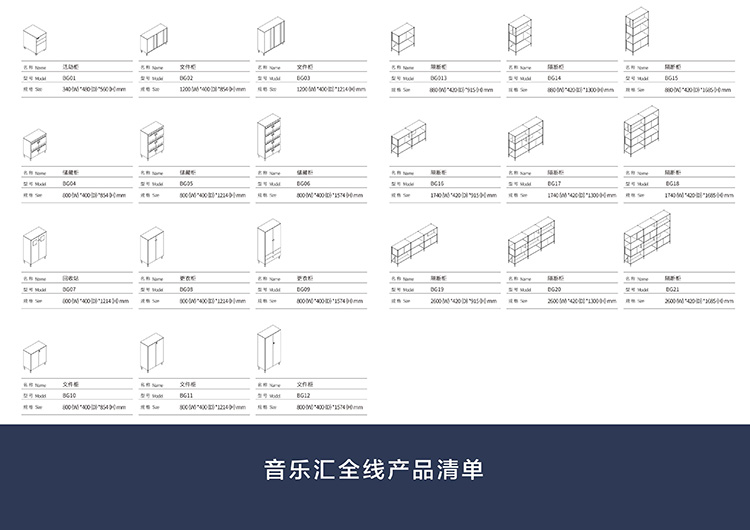 名称 Name 活动柜
型号 Model BG01
规格 Size 340 (W) *480 (D) *560 (H) mm
名称 Name 文件柜
型号 Model BG02
规格 Size 1200 (W) *400 (D) *854 (H) mm
名称 Name 文件柜
型号 Model BG03
规格 Size 1200 (W) *400 (D) *1214 (H) mm
名称 Name 隔断柜
型号 Model BG013
规格 Size 880 (W) *420 (D) *915 (H) mm
名称 Name 隔断柜
型号 Model BG14
规格 Size 880 (W) *420 (D) *1300 (H) mm
名称 Name 隔断柜
型号 Model BG15
规格 Size 880 (W) *420 (D) *1685 (H) mm
名称 Name 储藏柜
型号 Model BG04
规格 Size 800 (W) *400 (D) *854 (H) mm
名称 Name 储藏柜
型号 Model BG05
规格 Size 800 (W) *400 (D) *1214 (H) mm
名称 Name 储藏柜
型号 Model BG06
规格 Size 800 (W) *400 (D) *1574 (H) mm
名称 Name 隔断柜
型号 Model BG16
规格 Size 1740 (W) *420 (D) *915 (H) mm
名称 Name 隔断柜
型号 Model BG17
规格 Size 1740 (W) *420 (D) *1300 (H) mm
名称 Name 隔断柜
型号 Model BG18
规格 Size 1740 (W) *420 (D) *1685 (H) mm
名称 Name 回收站
型号 Model BG07
规格 Size 800 (W) *400 (D) *1214 (H) mm
名称 Name 更衣柜
型号 Model BG08
规格 Size 800 (W) *400 (D) *1214 (H) mm
名称 Name 更衣柜
型号 Model BG09
规格 Size 800 (W) *400 (D) *1574 (H) mm
名称 Name 隔断柜
型号 Model BG19
规格 Size 2600 (W) *420 (D) *915 (H) mm
名称 Name 隔断柜
型号 Model BG20
规格 Size 2600 (W) *420 (D) *1300 (H) mm
名称 Name 隔断柜
型号 Model BG21
规格 Size 2600 (W) *420 (D) *1685 (H) mm
名称 Name 文件柜
型号 Model BG10
规格 Size 800 (W) *400 (D) *854 (H) mm
名称 Name 文件柜
型号 Model BG11
规格 Size 800 (W) *400 (D) *1214 (H) mm
名称 Name 文件柜
型号 Model BG12
规格 Size 800 (W) *400 (D) *1574 (H) mm
音乐汇全线产品清单